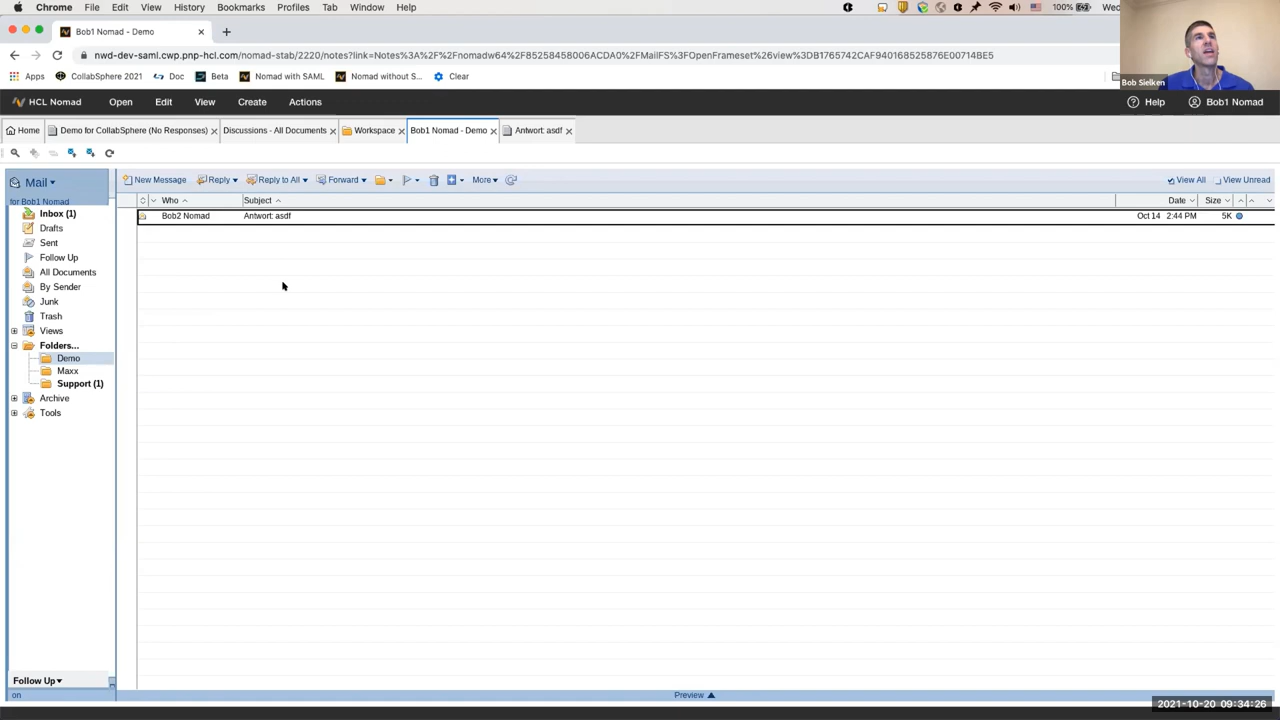 Chrome File Edit View History Bookmarks Profiles Tab Window Help 100% Wed
Bob1 Nomad - Demo
nwd-dev-saml.cwp.pnp-hcl.com/nomad-stab/2220/notes?link=Notes%3A%2F%2Fnomadw64%2F85258458006ACDA0%2FMailFS%3FOpenFrameset%26view%3DB1765742CAF940168525876E00714BE5
Apps CollabSphere 2021 Doc Beta Nomad with SAML Nomad without S... Clear
Bob Sielken
HCL Nomad Open Edit View Create Actions Help Bob1 Nomad
Home Demo for CollabSphere (No Responses) Discussions - All Documents Workspace Bob1 Nomad - Demo Antwort: asdf
Mail
for Bob1 Nomad
New Message Reply Reply to All Forward More View All View Unread
Who Subject Date Size
Bob2 Nomad Antwort: asdf Oct 14 2:44 PM 5K
Inbox (1)
Drafts
Sent
Follow Up
All Documents
By Sender
Junk
Trash
Views
Folders...
Demo
Maxx
Support (1)
Archive
Tools
Follow Up
on
Preview
2021-10-20 09:34:26